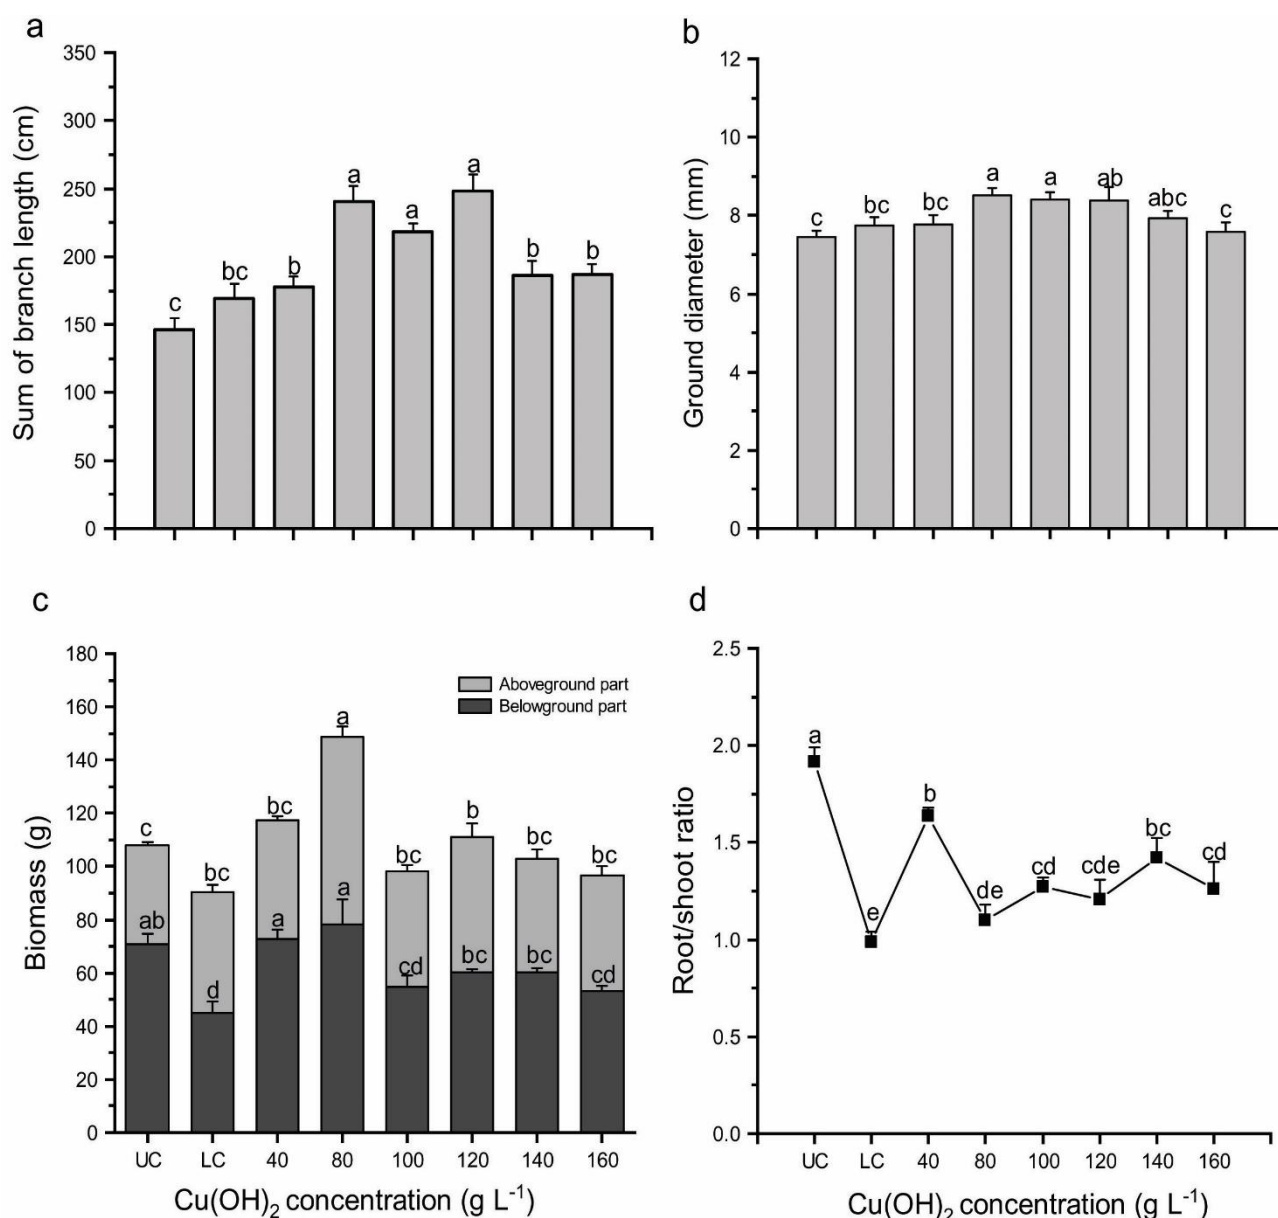 a
350
300
250
200
150
100
50
0
Sum of branch length (cm)
c
bc
b
a
a
a
b
b
b
12
10
8
6
4
2
0
Ground diameter (mm)
c
bc
bc
a
a
ab
abc
c
c
180
160
140
120
100
80
60
40
20
0
Biomass (g)
Aboveground part
Belowground part
c
bc
bc
a
bc
b
bc
bc
ab
d
a
a
cd
bc
bc
cd
UC LC 40 80 100 120 140 160
Cu(OH)₂ concentration (g L⁻¹)
d
2.5
2.0
1.5
1.0
0.5
0.0
Root/shoot ratio
a
e
b
de
cd
cde
bc
cd
UC LC 40 80 100 120 140 160
Cu(OH)₂ concentration (g L⁻¹)